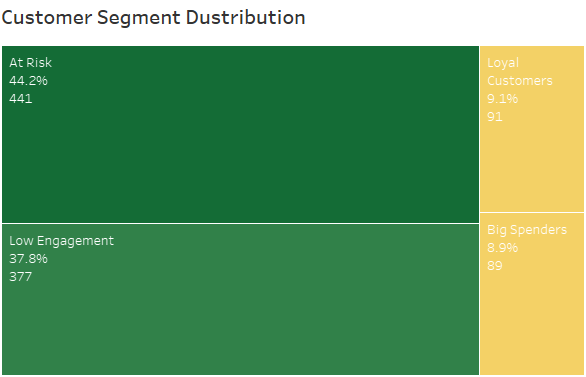 Customer Segment Dustribution
At Risk
44.2%
441
Loyal
Customers
9.1%
91
Low Engagement
37.8%
377
Big Spenders
8.9%
89